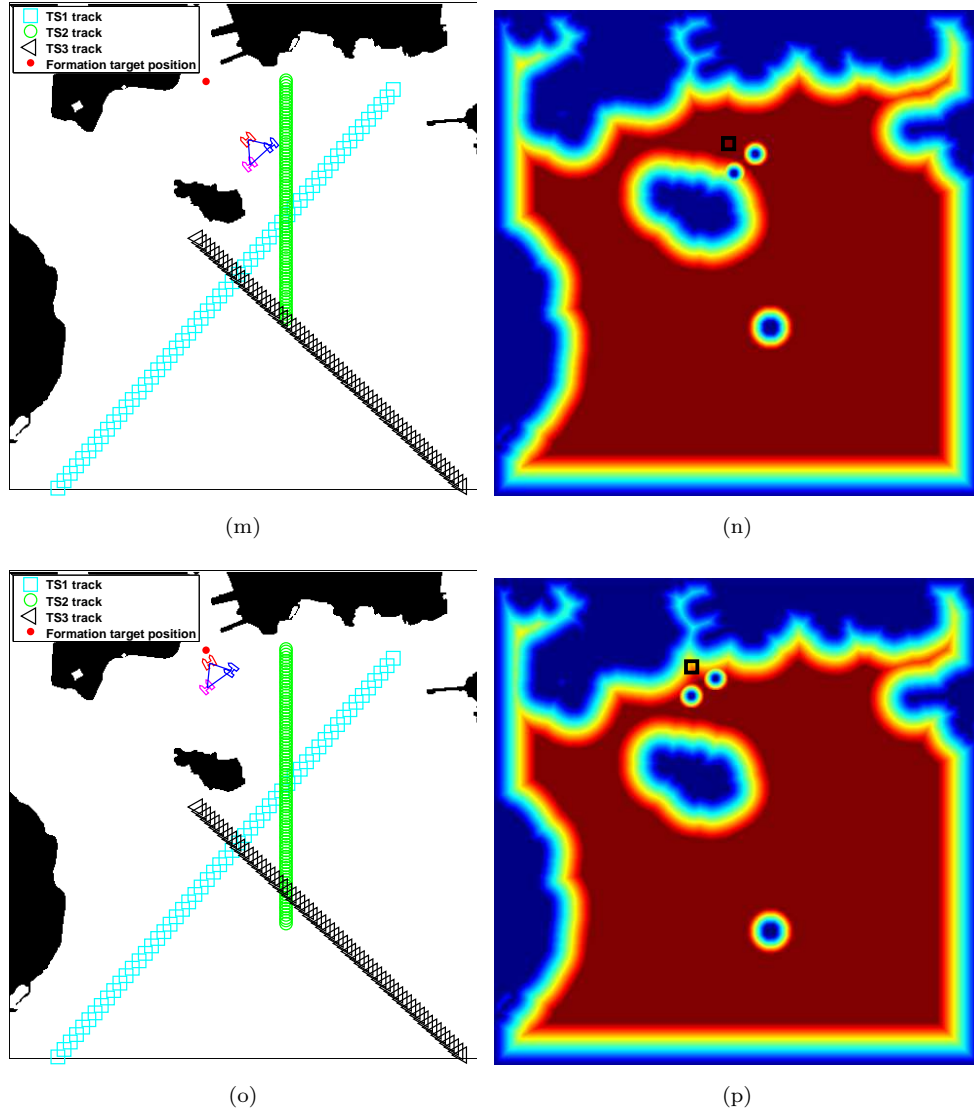 TS1 track
TS2 track
TS3 track
Formation target position
(m)
(n)
TS1 track
TS2 track
TS3 track
Formation target position
(o)
(p)